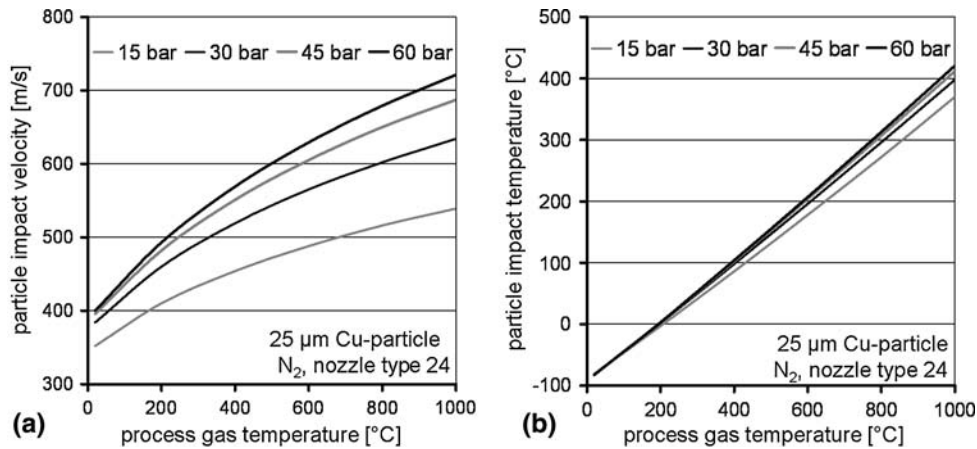 800
700
600
500
400
300
particle impact velocity [m/s]
15 bar 30 bar 45 bar 60 bar
25 µm Cu-particle
N₂, nozzle type 24
0 200 400 600 800 1000
(a) process gas temperature [°C]
500
400
300
200
100
0
-100
particle impact temperature [°C]
15 bar 30 bar 45 bar 60 bar
25 µm Cu-particle
N₂, nozzle type 24
0 200 400 600 800 1000
(b) process gas temperature [°C]